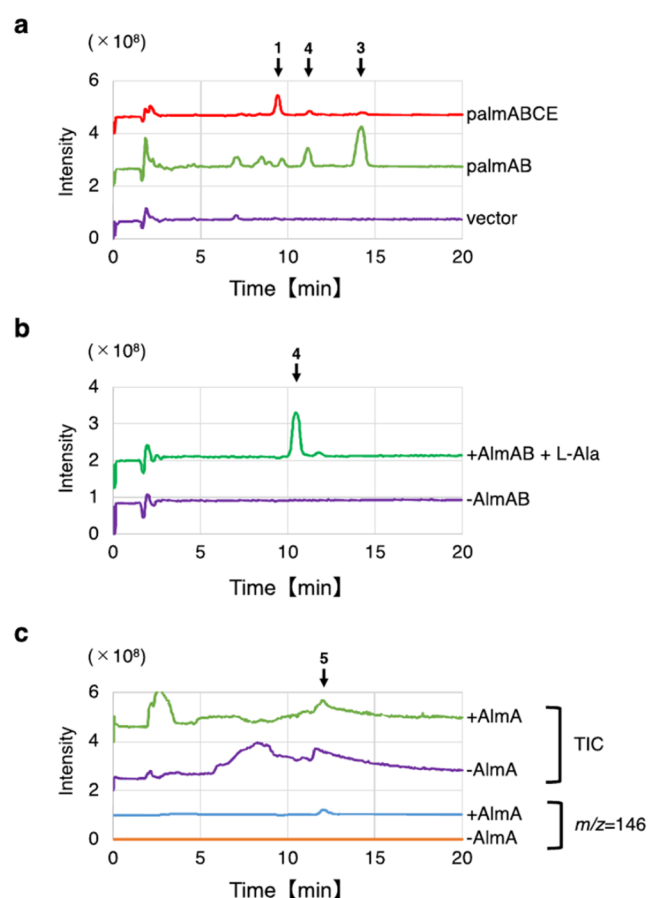 a
(×10⁸)
1 4 3
6
4
2
0
Intensity
palmABCE
palmAB
vector
0 5 10 15 20
Time【min】
b
(×10⁸)
4
4
3
2
1
0
Intensity
+AlmAB + L-Ala
-AlmAB
0 5 10 15 20
Time【min】
c
(×10⁸)
5
6
4
2
0
Intensity
+AlmA
-AlmA
TIC
+AlmA
-AlmA
m/z=146
0 5 10 15 20
Time【min】